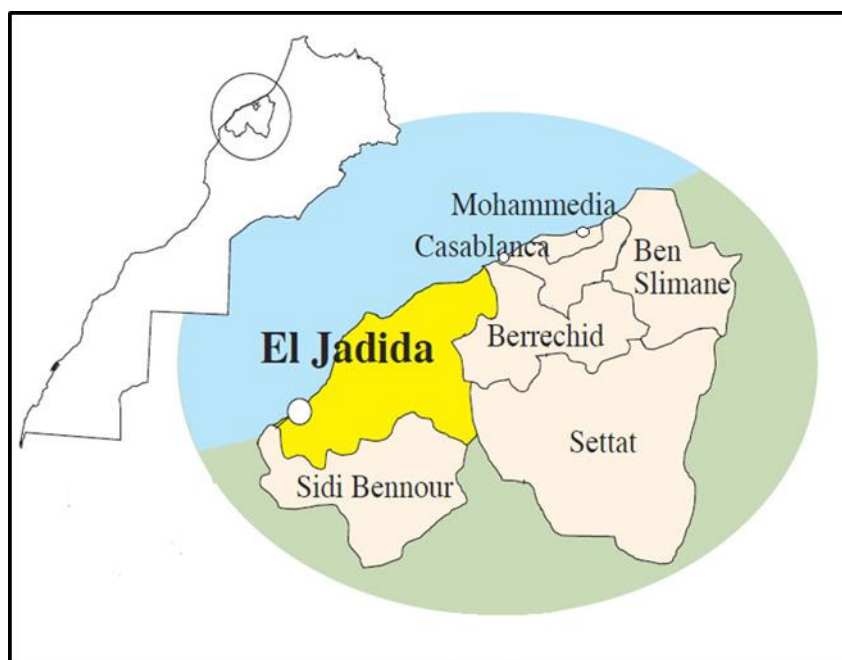 Mohammedia
Casablanca
Ben
Slimane
El Jadida
Berrechid
Settat
Sidi Bennour